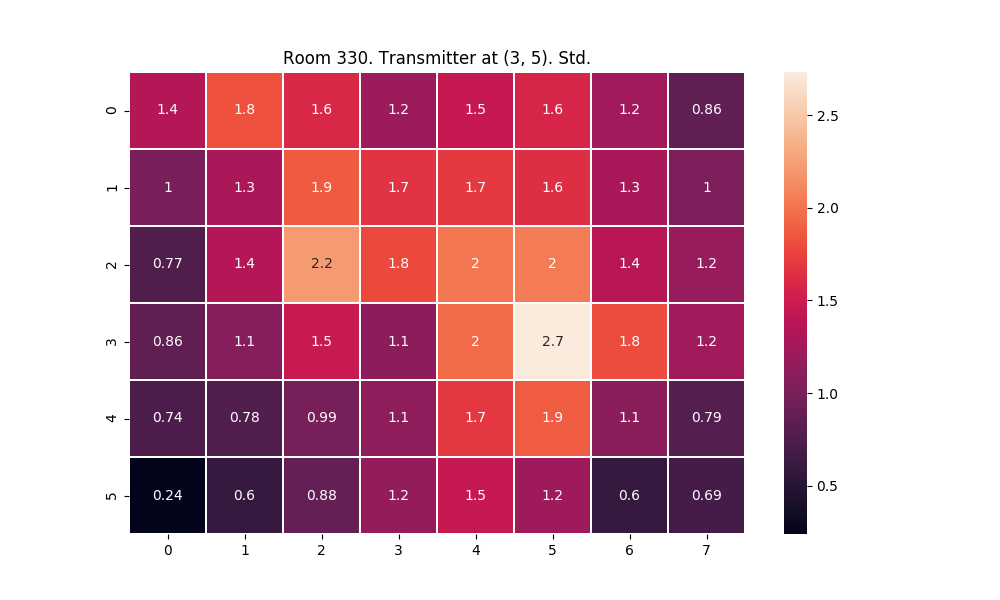 Room 330. Transmitter at (3, 5). Std.
0 1.4 1.8 1.6 1.2 1.5 1.6 1.2 0.86
1 1 1.3 1.9 1.7 1.7 1.6 1.3 1
2 0.77 1.4 2.2 1.8 2 2 1.4 1.2
3 0.86 1.1 1.5 1.1 2 2.7 1.8 1.2
4 0.74 0.78 0.99 1.1 1.7 1.9 1.1 0.79
5 0.24 0.6 0.88 1.2 1.5 1.2 0.6 0.69
0 1 2 3 4 5 6 7
2.5
2.0
1.5
1.0
0.5